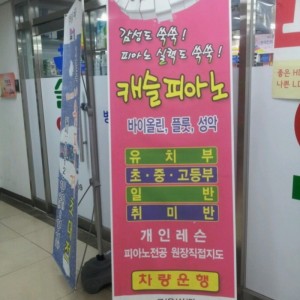 감성도 쑥쑥!
피아노 실력도 쑥쑥!
캐슬피아노
바이올린, 플룻, 성악
유치부
초·중·고등부
일반
취미반
개인레슨
피아노전공 원장직접지도
차량운행